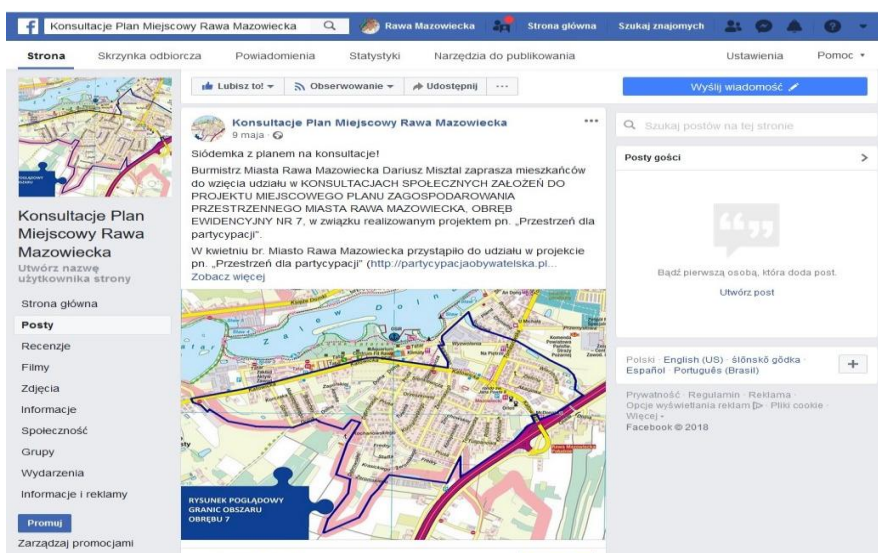 Konsultacje Plan Miejscowy Rawa Mazowiecka
Rawa Mazowiecka
Strona główna
Szukaj znajomych
Strona
Skrzynka odbiorcza
Powiadomienia
Statystyki
Narzędzia do publikowania
Ustawienia
Pomoc
Konsultacje Plan
Miejscowy Rawa
Mazowiecka
Utwórz nazwę
użytkownika strony
Strona główna
Posty
Recenzje
Filmy
Zdjęcia
Informacje
Społeczność
Grupy
Wydarzenia
Informacje i reklamy
Promuj
Zarządzaj promocjami
Lubisz to!
Obserwowanie
Udostępnij
Konsultacje Plan Miejscowy Rawa Mazowiecka
9 maja
Siódemka z planem na konsultacje!
Burmistrz Miasta Rawa Mazowiecka Dariusz Misztal zaprasza mieszkańców
do wzięcia udziału w KONSULTACJACH SPOŁECZNYCH ZAŁOŻEŃ DO
PROJEKTU MIEJSCOWEGO PLANU ZAGOSPODAROWANIA
PRZESTRZENNEGO MIASTA RAWA MAZOWIECKA, OBRĘB
EWIDENCYJNY NR 7, w związku realizowanym projektem pn. „Przestrzeń dla
partycypacji".
W kwietniu br. Miasto Rawa Mazowiecka przystąpiło do udziału w projekcie
pn. „Przestrzeń dla partycypacji" (http://partycypacjaobywatelska.pl...
Zobacz więcej
RYSUNEK POGLĄDOWY
GRANIC OBSZARU
OBRĘBU 7
Wyślij wiadomość
Szukaj postów na tej stronie
Posty gości
Bądź pierwszą osobą, która doda post.
Utwórz post
Polski · English (US) · ślōnskŏ gŏdka ·
Español · Português (Brasil)
Prywatność · Regulamin · Reklama ·
Opcje wyświetlania reklam · Pliki cookie ·
Więcej
Facebook © 2018